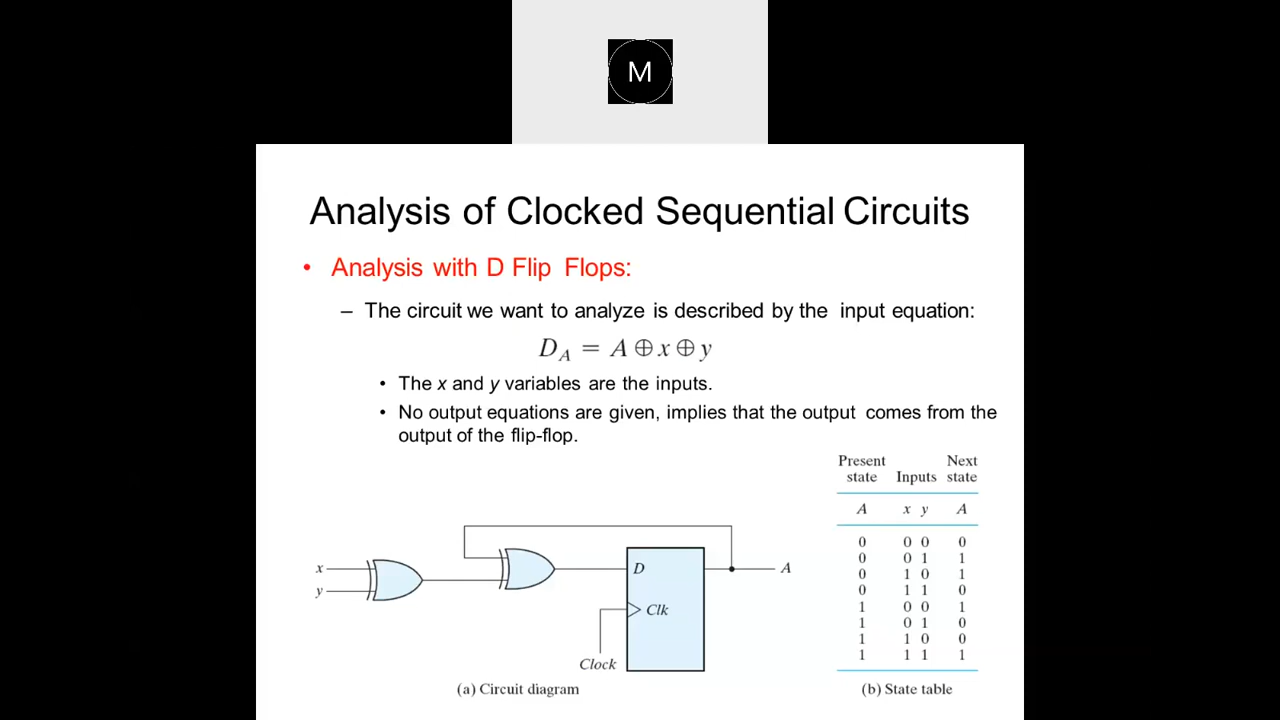 M
Analysis of Clocked Sequential Circuits
• Analysis with D Flip Flops:
– The circuit we want to analyze is described by the input equation:
D_A = A ⊕ x ⊕ y
• The x and y variables are the inputs.
• No output equations are given, implies that the output comes from the
output of the flip-flop.
x
y
D
A
Clk
Clock
(a) Circuit diagram
Present Next
state Inputs state
A x y A
0 0 0 0
0 0 1 1
0 1 0 1
0 1 1 0
1 0 0 1
1 0 1 0
1 1 0 0
1 1 1 1
(b) State table